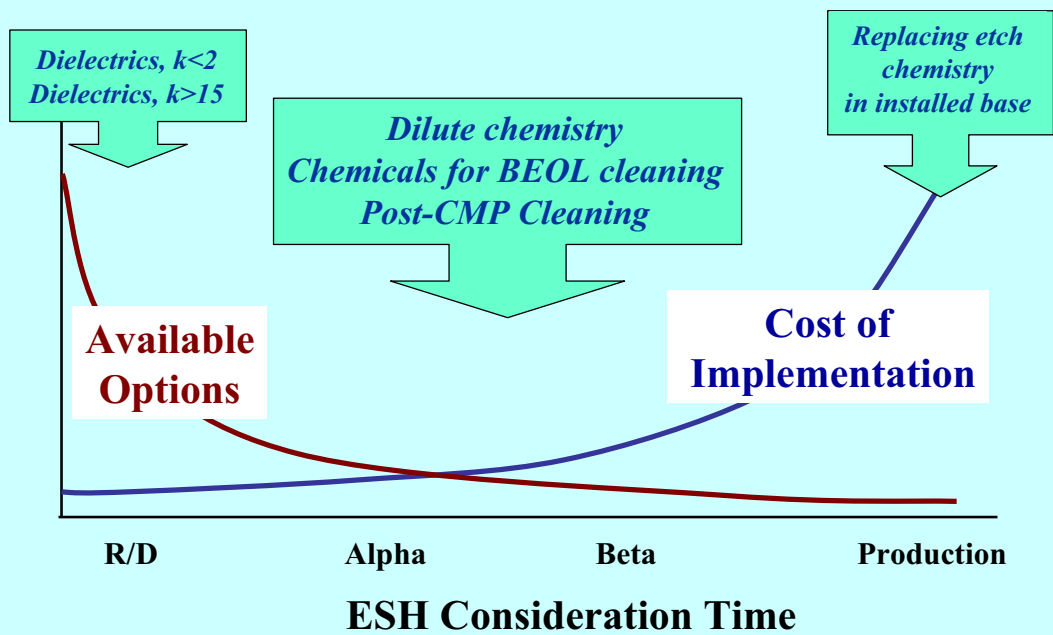 Dielectrics, k<2
Dielectrics, k>15
Dilute chemistry
Chemicals for BEOL cleaning
Post-CMP Cleaning
Replacing etch
chemistry
in installed base
Available
Options
Cost of
Implementation
R/D
Alpha
Beta
Production
ESH Consideration Time